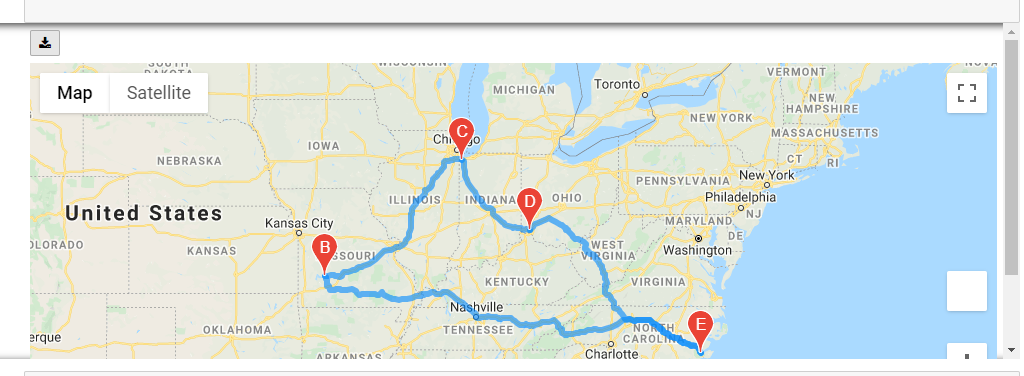 SOUTH
DAKOTA
WISCONSIN
Toronto
VERMONT
NOVA
Map
Satellite
MICHIGAN
NEW
HAMPSHIRE
NEW YORK
MASSACHUSETTS
C
Chicago
IOWA
NEBRASKA
CT
RI
PENNSYLVANIA
New York
ILLINOIS
INDIANA
D
OHIO
Philadelphia
United States
MARYLAND
NJ
Kansas City
DE
B
MISSOURI
WEST
VIRGINIA
Washington
OLORADO
KANSAS
KENTUCKY
VIRGINIA
Nashville
E
OKLAHOMA
TENNESSEE
NORTH
CAROLINA
erque
ARKANSAS
Charlotte